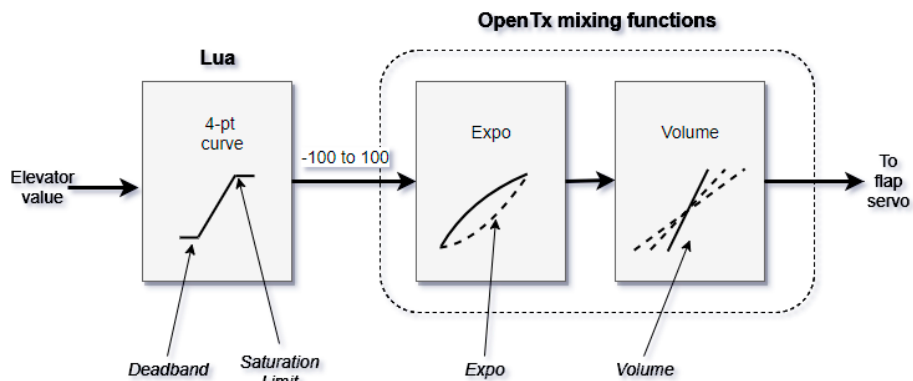 OpenTx mixing functions
Lua
4-pt
curve
Expo
Volume
-100 to 100
Elevator
value
To
flap
servo
Deadband
Saturation
Limit
Expo
Volume